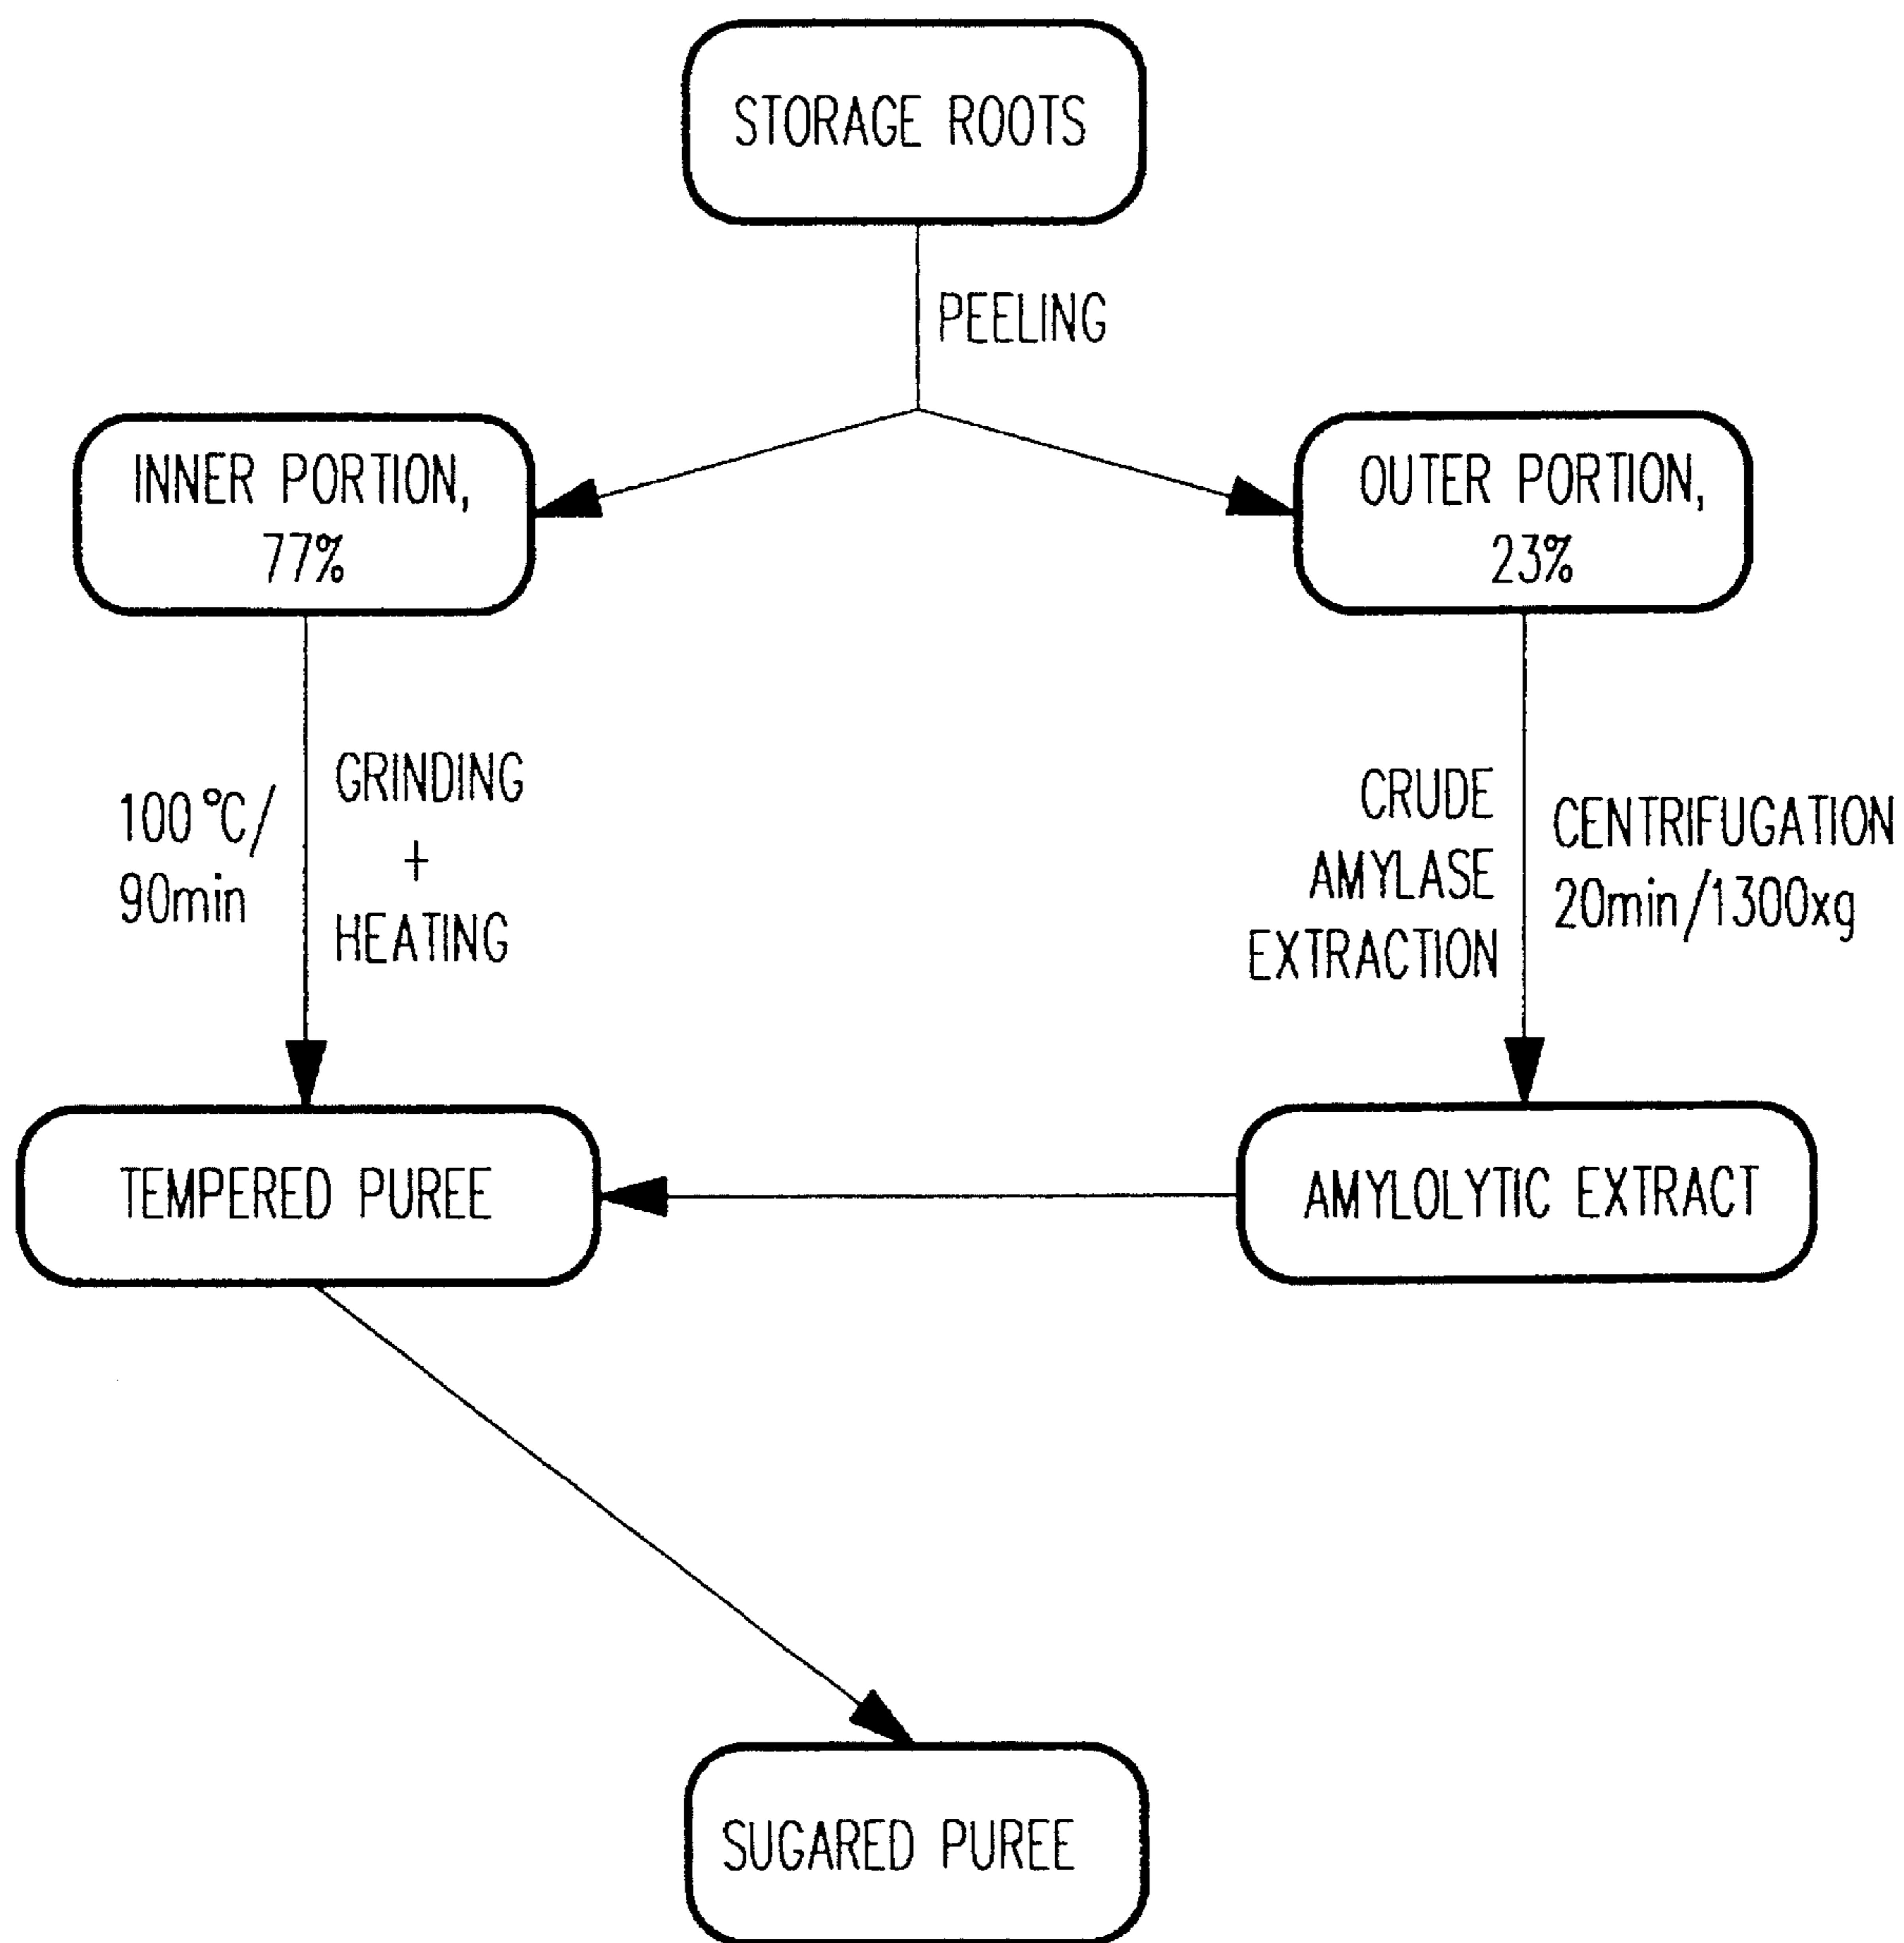 STORAGE ROOTS
PEELING
INNER PORTION,
77%
OUTER PORTION,
23%
100°C/
90min
GRINDING
+
HEATING
CRUDE
AMYLASE
EXTRACTION
CENTRIFUGATION
20min/1300xg
TEMPERED PUREE
AMYLOLYTIC EXTRACT
SUGARED PUREE